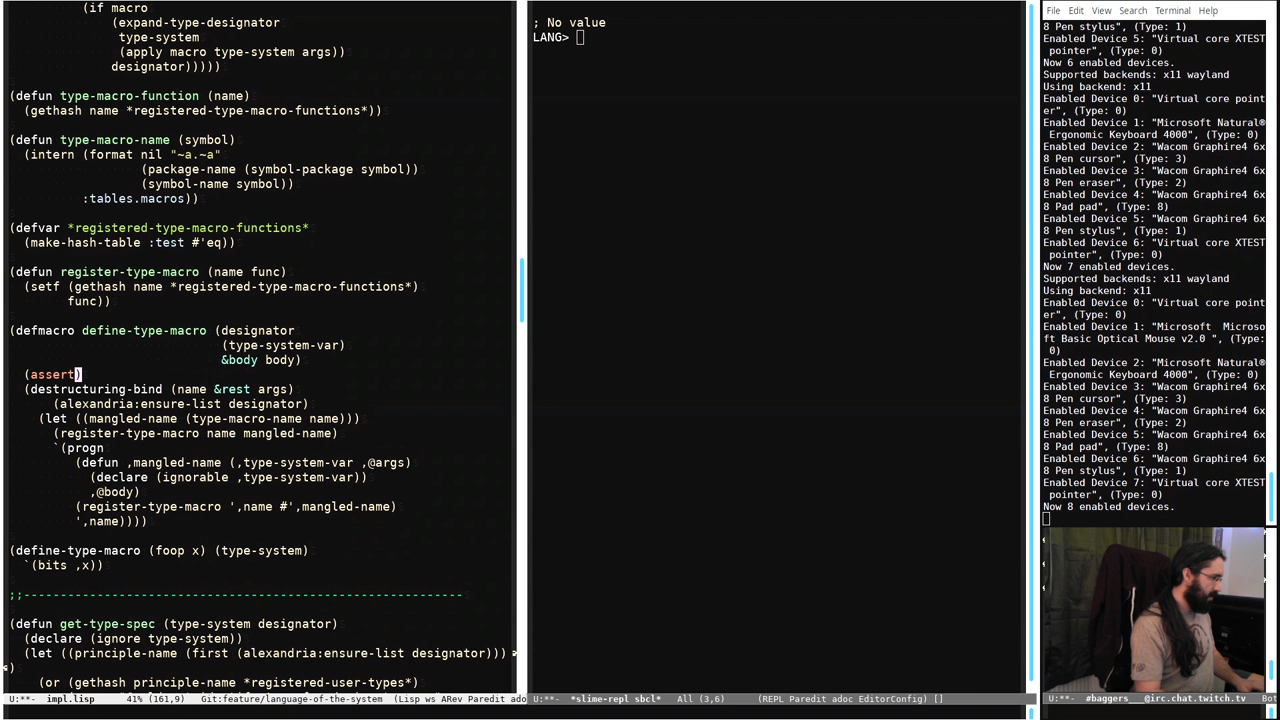 (if macro
(expand-type-designator
type-system
(apply macro type-system args))
designator)))))
(defun type-macro-function (name)
(gethash name *registered-type-macro-functions*))
(defun type-macro-name (symbol)
(intern (format nil "~a.~a"
(package-name (symbol-package symbol))
(symbol-name symbol))
:tables.macros))
(defvar *registered-type-macro-functions*
(make-hash-table :test #'eq))
(defun register-type-macro (name func)
(setf (gethash name *registered-type-macro-functions*)
func))
(defmacro define-type-macro (designator
(type-system-var)
&body body)
(assert)
(destructuring-bind (name &rest args)
(alexandria:ensure-list designator)
(let ((mangled-name (type-macro-name name)))
(register-type-macro name mangled-name)
`(progn
(defun ,mangled-name (,type-system-var ,@args)
(declare (ignorable ,type-system-var))
,@body)
(register-type-macro ',name #',mangled-name)
',name))))
(define-type-macro (foop x) (type-system)
`(bits ,x))
;;------------------------------------------------------------
(defun get-type-spec (type-system designator)
(declare (ignore type-system))
(let ((principle-name (first (alexandria:ensure-list designator)))
)
(or (gethash principle-name *registered-user-types*)
U:**- impl.lisp 41% (161,9) Git:feature/language-of-the-system (Lisp ws ARev Paredit ado
; No value
LANG>
U:**- *slime-repl sbcl* All (3,6) (REPL Paredit adoc EditorConfig) []
File Edit View Search Terminal Help
8 Pen stylus", (Type: 1)
Enabled Device 5: "Virtual core XTEST
pointer", (Type: 0)
Now 6 enabled devices.
Supported backends: x11 wayland
Using backend: x11
Enabled Device 0: "Virtual core point
er", (Type: 0)
Enabled Device 1: "Microsoft Natural®
Ergonomic Keyboard 4000", (Type: 0)
Enabled Device 2: "Wacom Graphire4 6x
8 Pen cursor", (Type: 3)
Enabled Device 3: "Wacom Graphire4 6x
8 Pen eraser", (Type: 2)
Enabled Device 4: "Wacom Graphire4 6x
8 Pad pad", (Type: 8)
Enabled Device 5: "Wacom Graphire4 6x
8 Pen stylus", (Type: 1)
Enabled Device 6: "Virtual core XTEST
pointer", (Type: 0)
Now 7 enabled devices.
Supported backends: x11 wayland
Using backend: x11
Enabled Device 0: "Virtual core point
er", (Type: 0)
Enabled Device 1: "Microsoft  Microso
ft Basic Optical Mouse v2.0 ", (Type:
0)
Enabled Device 2: "Microsoft Natural®
Ergonomic Keyboard 4000", (Type: 0)
Enabled Device 3: "Wacom Graphire4 6x
8 Pen cursor", (Type: 3)
Enabled Device 4: "Wacom Graphire4 6x
8 Pen eraser", (Type: 2)
Enabled Device 5: "Wacom Graphire4 6x
8 Pad pad", (Type: 8)
Enabled Device 6: "Wacom Graphire4 6x
8 Pen stylus", (Type: 1)
Enabled Device 7: "Virtual core XTEST
pointer", (Type: 0)
Now 8 enabled devices.
U:**- #baggers__@irc.chat.twitch.tv Bot